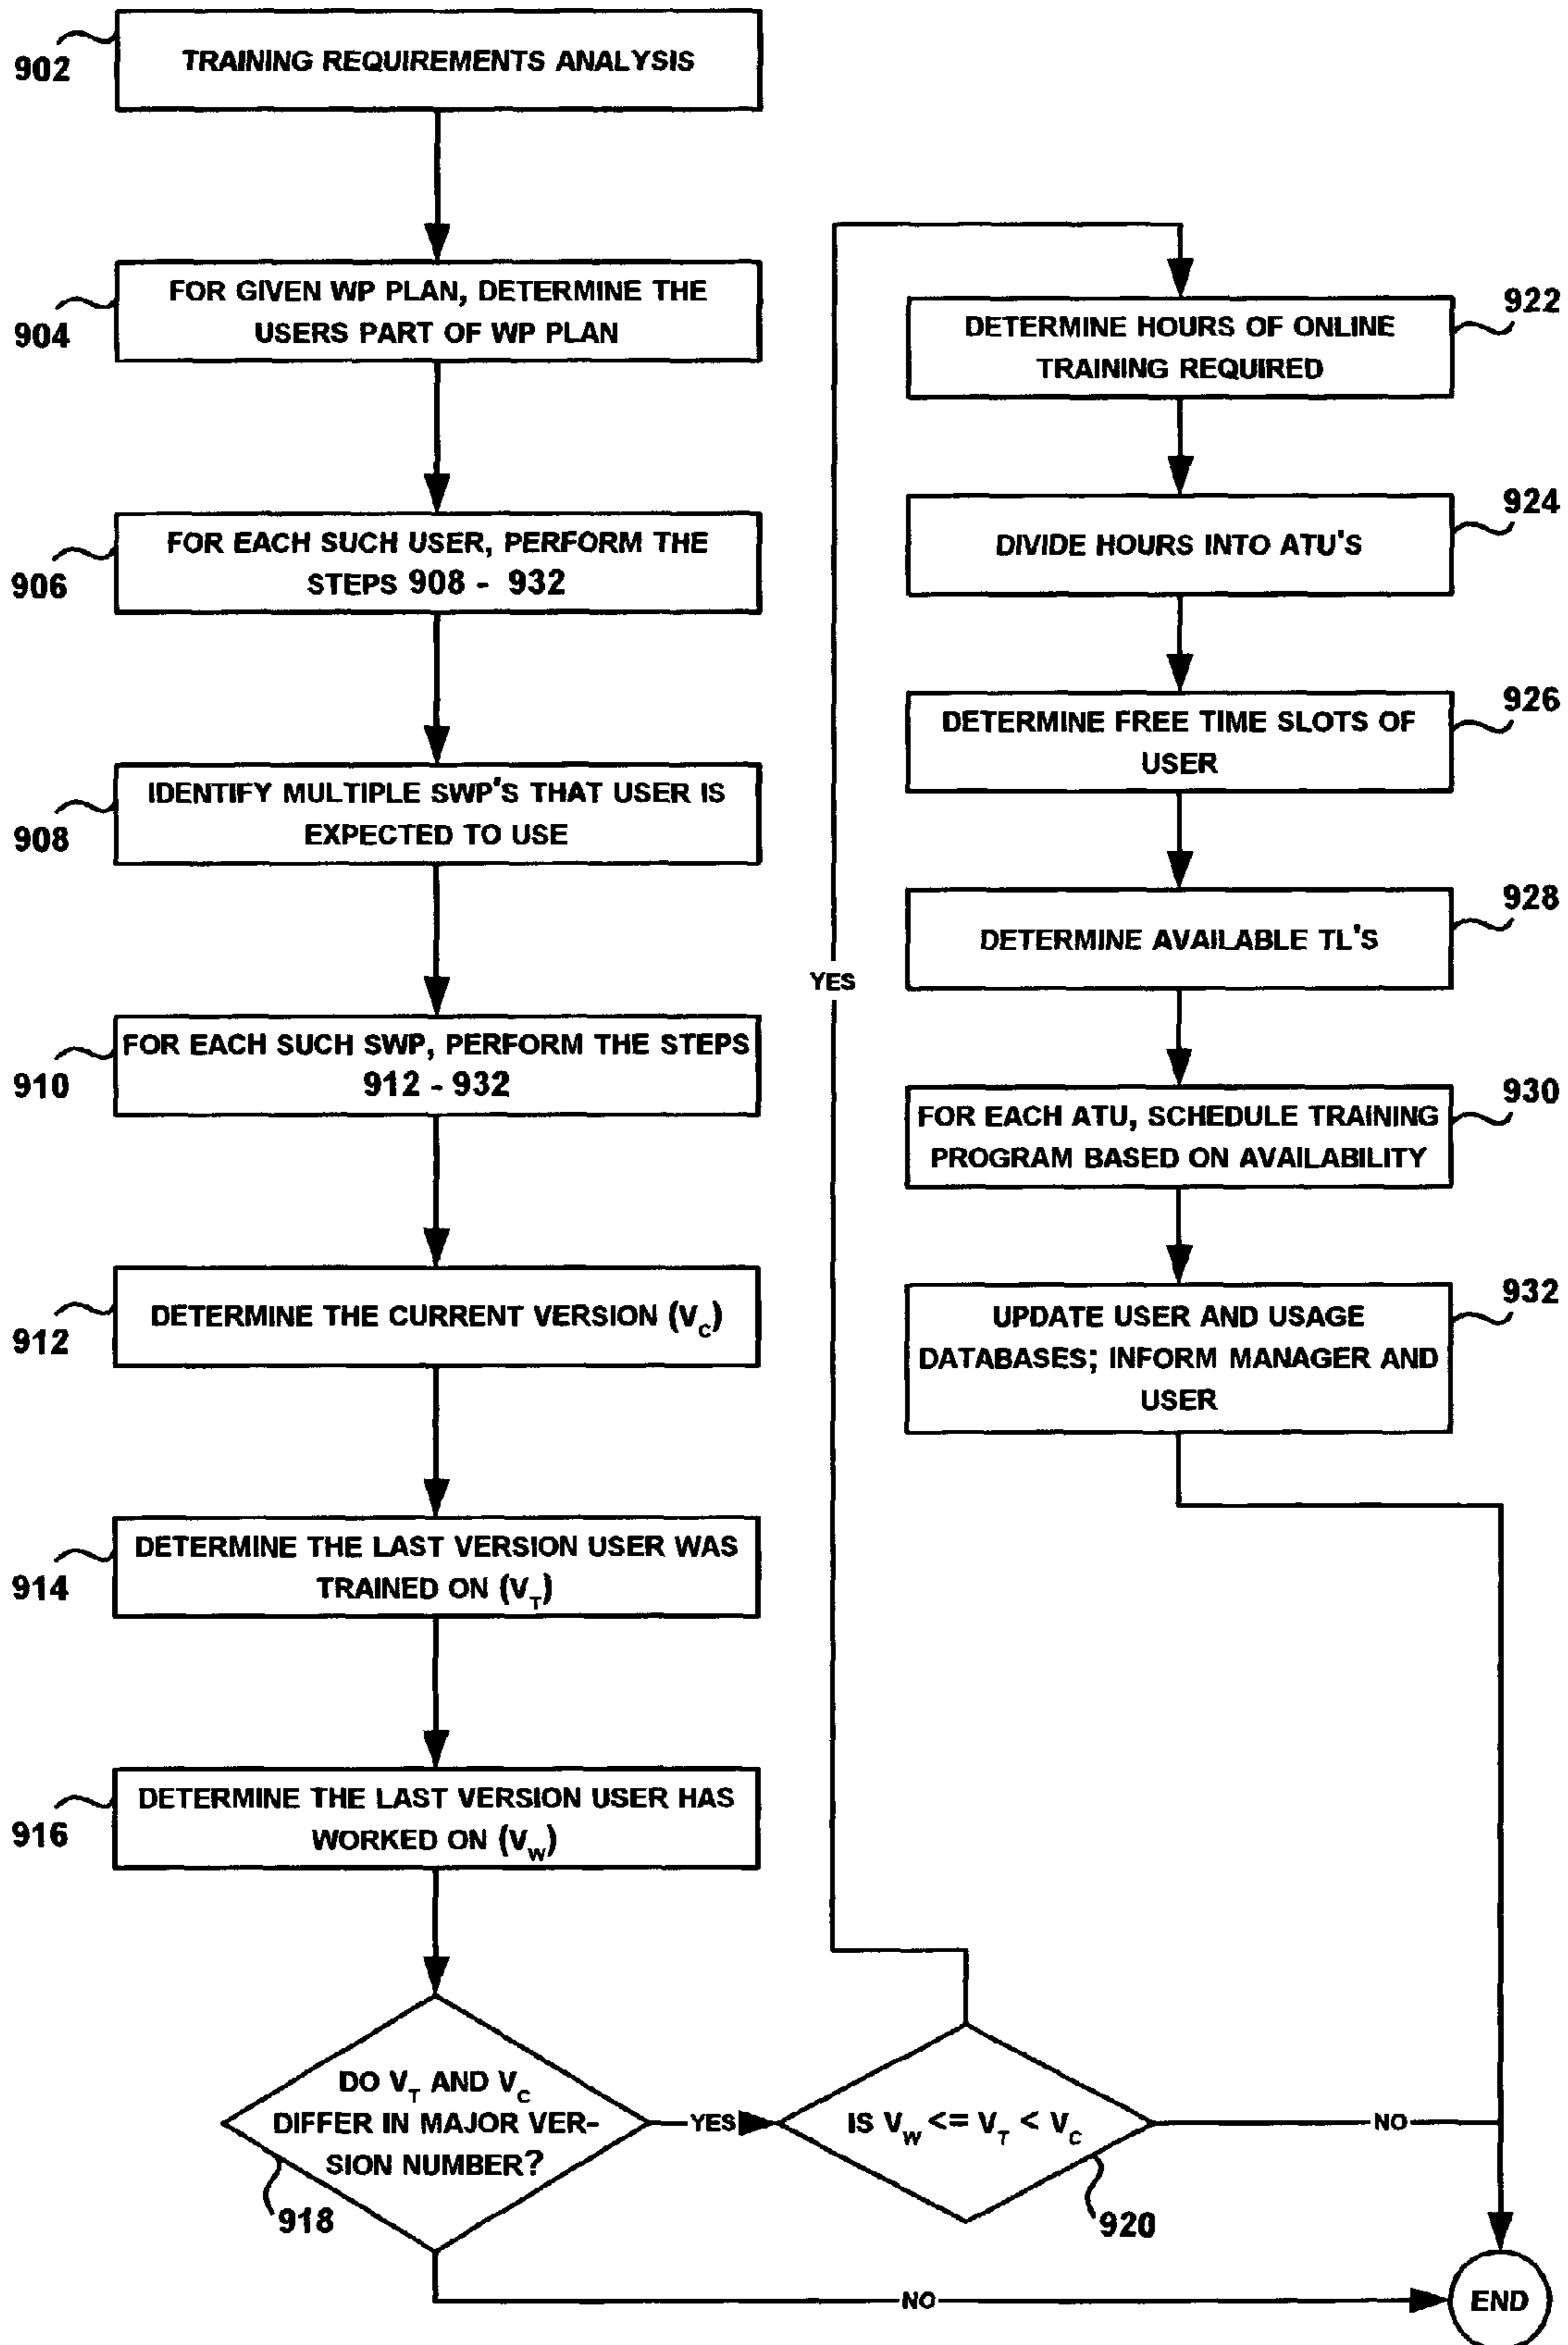 902
TRAINING REQUIREMENTS ANALYSIS
904
FOR GIVEN WP PLAN, DETERMINE THE
USERS PART OF WP PLAN
906
FOR EACH SUCH USER, PERFORM THE
STEPS 908 - 932
908
IDENTIFY MULTIPLE SWP'S THAT USER IS
EXPECTED TO USE
910
FOR EACH SUCH SWP, PERFORM THE STEPS
912 - 932
912
DETERMINE THE CURRENT VERSION (VC)
914
DETERMINE THE LAST VERSION USER WAS
TRAINED ON (VT)
916
DETERMINE THE LAST VERSION USER HAS
WORKED ON (VW)
DO VT AND VC
DIFFER IN MAJOR VER-
SION NUMBER?
918
YES
NO
IS VW <= VT < VC
920
YES
NO
922
DETERMINE HOURS OF ONLINE
TRAINING REQUIRED
924
DIVIDE HOURS INTO ATU'S
926
DETERMINE FREE TIME SLOTS OF
USER
928
DETERMINE AVAILABLE TL'S
930
FOR EACH ATU, SCHEDULE TRAINING
PROGRAM BASED ON AVAILABILITY
932
UPDATE USER AND USAGE
DATABASES; INFORM MANAGER AND
USER
END